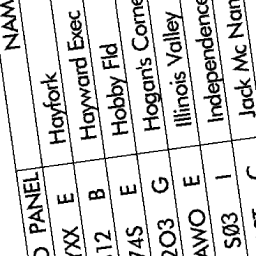 PANEL NAM
YXX E Hayfork
12 B Hayward Exec
74S E Hobby Fld
2O3 G Hogan's Corne
AWO E Illinois Valley
SØ3 I Independence
Jack Mc Nan